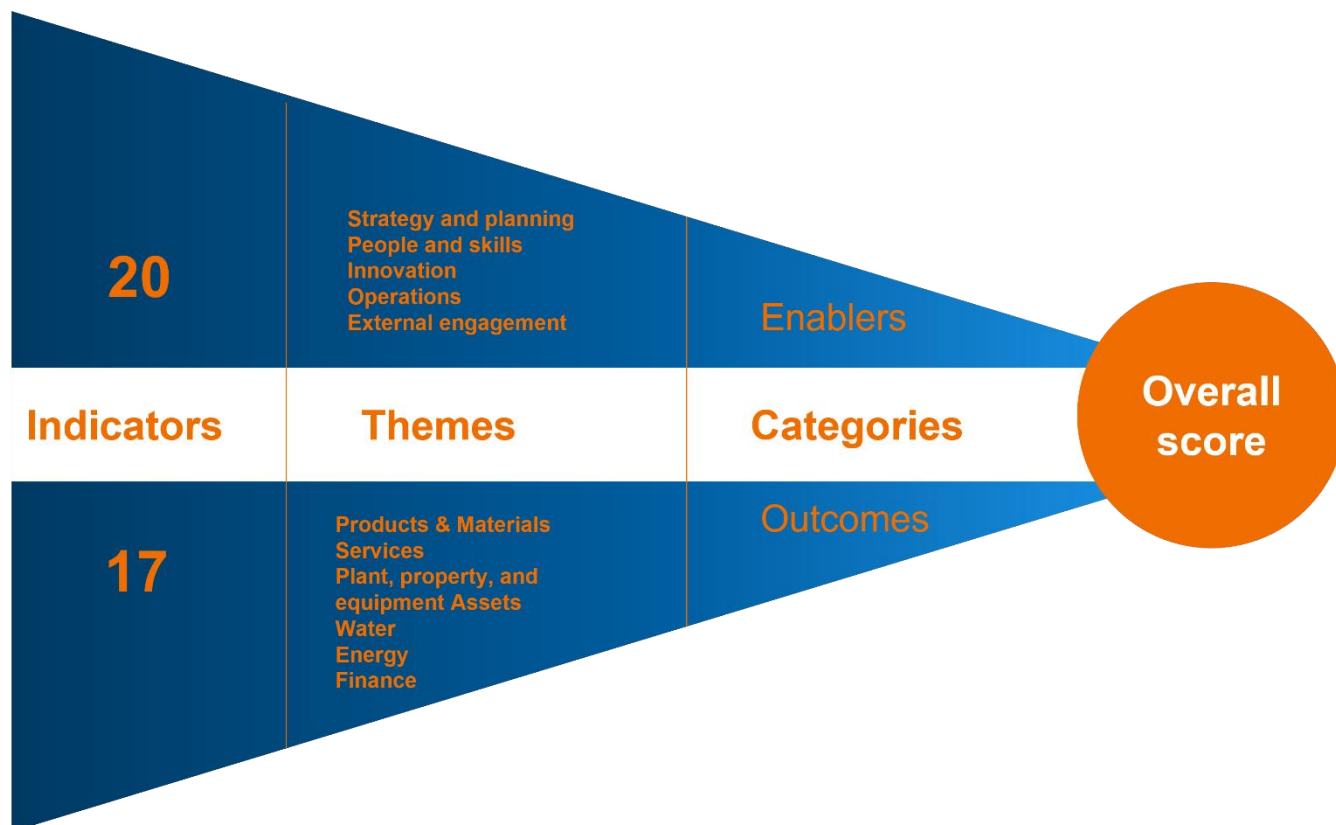 20
Strategy and planning
People and skills
Innovation
Operations
External engagement
Enablers
Indicators
Themes
Categories
Overall
score
17
Products & Materials
Services
Plant, property, and
equipment Assets
Water
Energy
Finance
Outcomes